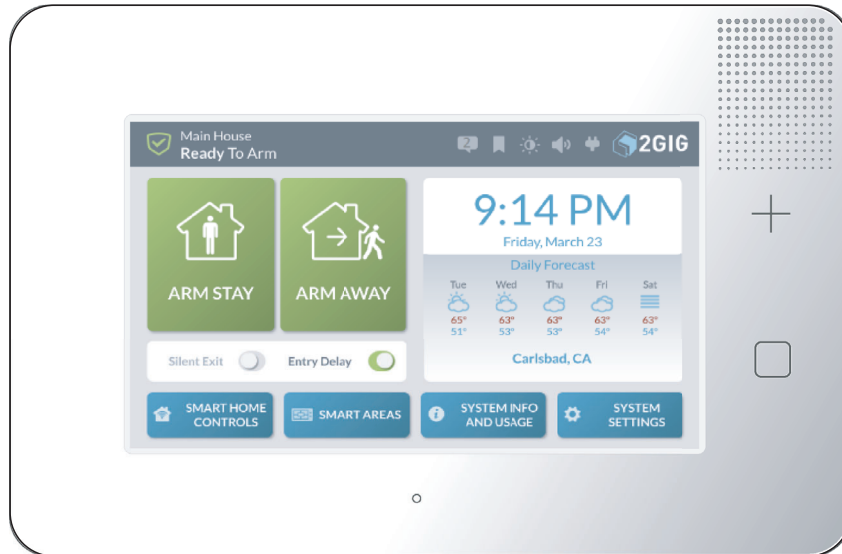 Main House
Ready To Arm
2
2GIG
ARM STAY
ARM AWAY
9:14 PM
Friday, March 23
Daily Forecast
Tue Wed Thu Fri Sat
65° 63° 63° 63° 63°
51° 53° 53° 54° 54°
Carlsbad, CA
Silent Exit
Entry Delay
SMART HOME
CONTROLS
SMART AREAS
SYSTEM INFO
AND USAGE
SYSTEM
SETTINGS